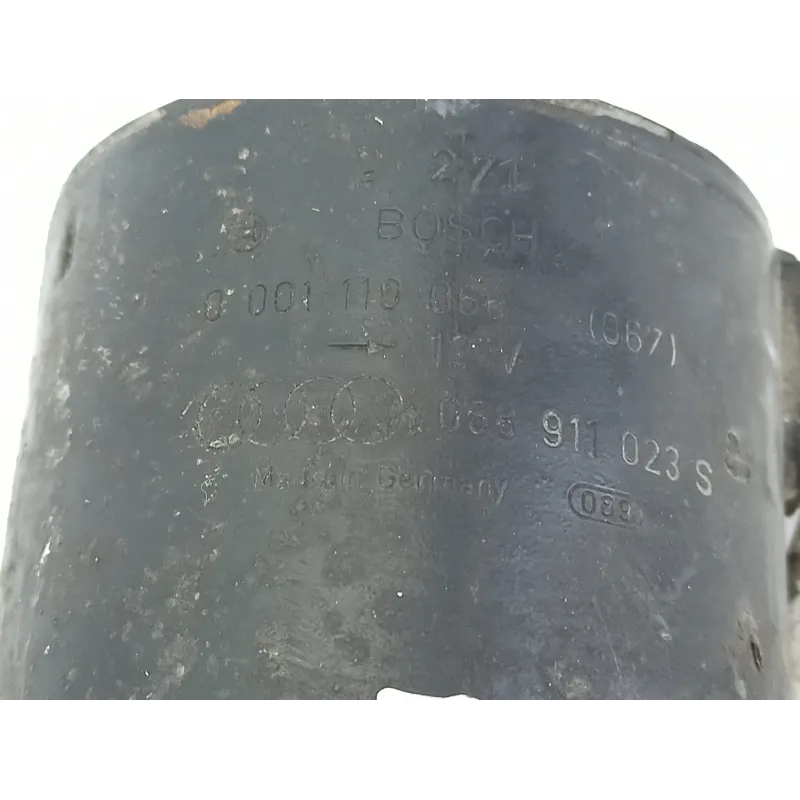 271
BOSCH
0 001 110 066 (067)
12 V
068 911 023 S
Made in Germany 089